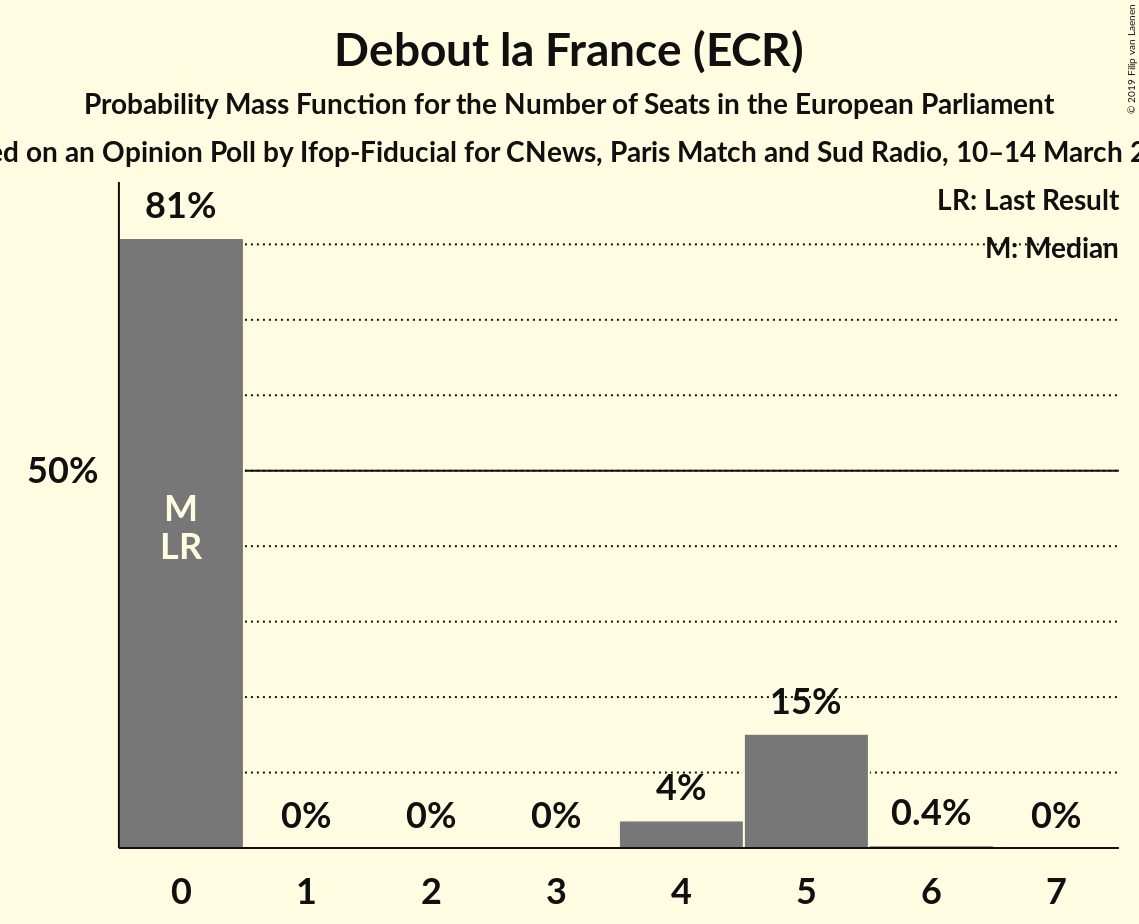 Debout la France (ECR)
Probability Mass Function for the Number of Seats in the European Parliament
on an Opinion Poll by Ifop-Fiducial for CNews, Paris Match and Sud Radio, 10–14 March
© 2019 Filip van Laenen
LR: Last Result
M: Median
81%
50%
M
LR
15%
4%
0% 0% 0% 0.4% 0%
0 1 2 3 4 5 6 7